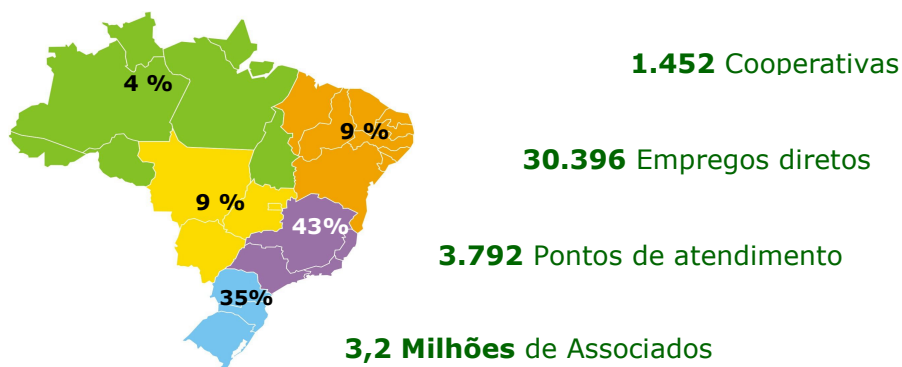 4 %
9 %
9 %
43%
35%
1.452 Cooperativas
30.396 Empregos diretos
3.792 Pontos de atendimento
3,2 Milhões de Associados